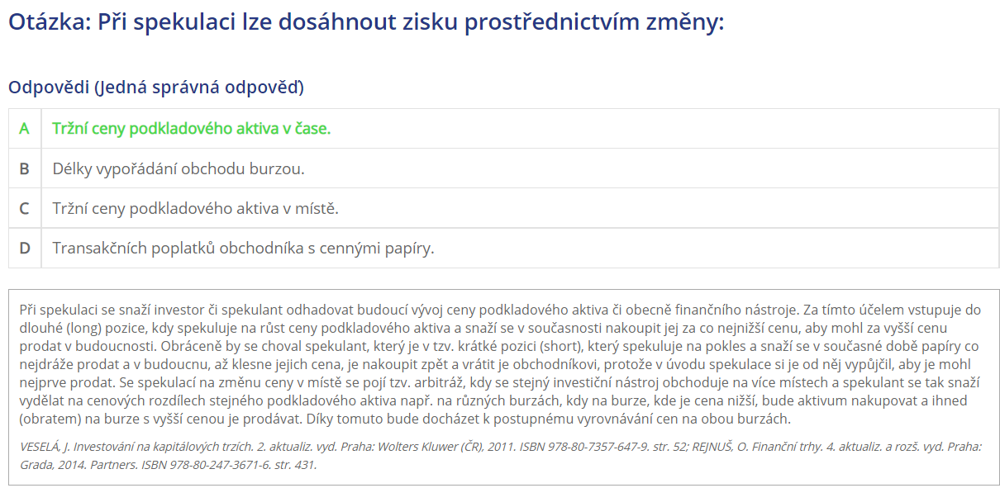 Otázka: Při spekulaci lze dosáhnout zisku prostřednictvím změny:
Odpovědi (Jedná správná odpověď)
A Tržní ceny podkladového aktiva v čase.
B Délky vypořádání obchodu burzou.
C Tržní ceny podkladového aktiva v místě.
D Transakčních poplatků obchodníka s cennými papíry.
Při spekulaci se snaží investor či spekulant odhadovat budoucí vývoj ceny podkladového aktiva či obecně finančního nástroje. Za tímto účelem vstupuje do
dlouhé (long) pozice, kdy spekuluje na růst ceny podkladového aktiva a snaží se v současnosti nakoupit jej za co nejnižší cenu, aby mohl za vyšší cenu
prodat v budoucnosti. Obráceně by se choval spekulant, který je v tzv. krátké pozici (short), který spekuluje na pokles a snaží se v současné době papíry co
nejdráže prodat a v budoucnu, až klesne jejich cena, je nakoupit zpět a vrátit je obchodníkovi, protože v úvodu spekulace si je od něj vypůjčil, aby je mohl
nejprve prodat. Se spekulací na změnu ceny v místě se pojí tzv. arbitráž, kdy se stejný investiční nástroj obchoduje na více místech a spekulant se tak snaží
vydělat na cenových rozdílech stejného podkladového aktiva např. na různých burzách, kdy na burze, kde je cena nižší, bude aktivum nakupovat a ihned
(obratem) na burze s vyšší cenou je prodávat. Díky tomuto bude docházet k postupnému vyrovnávání cen na obou burzách.
VESELÁ, J. Investování na kapitálových trzích. 2. aktualiz. vyd. Praha: Wolters Kluwer (ČR), 2011. ISBN 978-80-7357-647-9. str. 52; REJNUŠ, O. Finanční trhy. 4. aktualiz. a rozš. vyd. Praha:
Grada, 2014. Partners. ISBN 978-80-247-3671-6. str. 431.